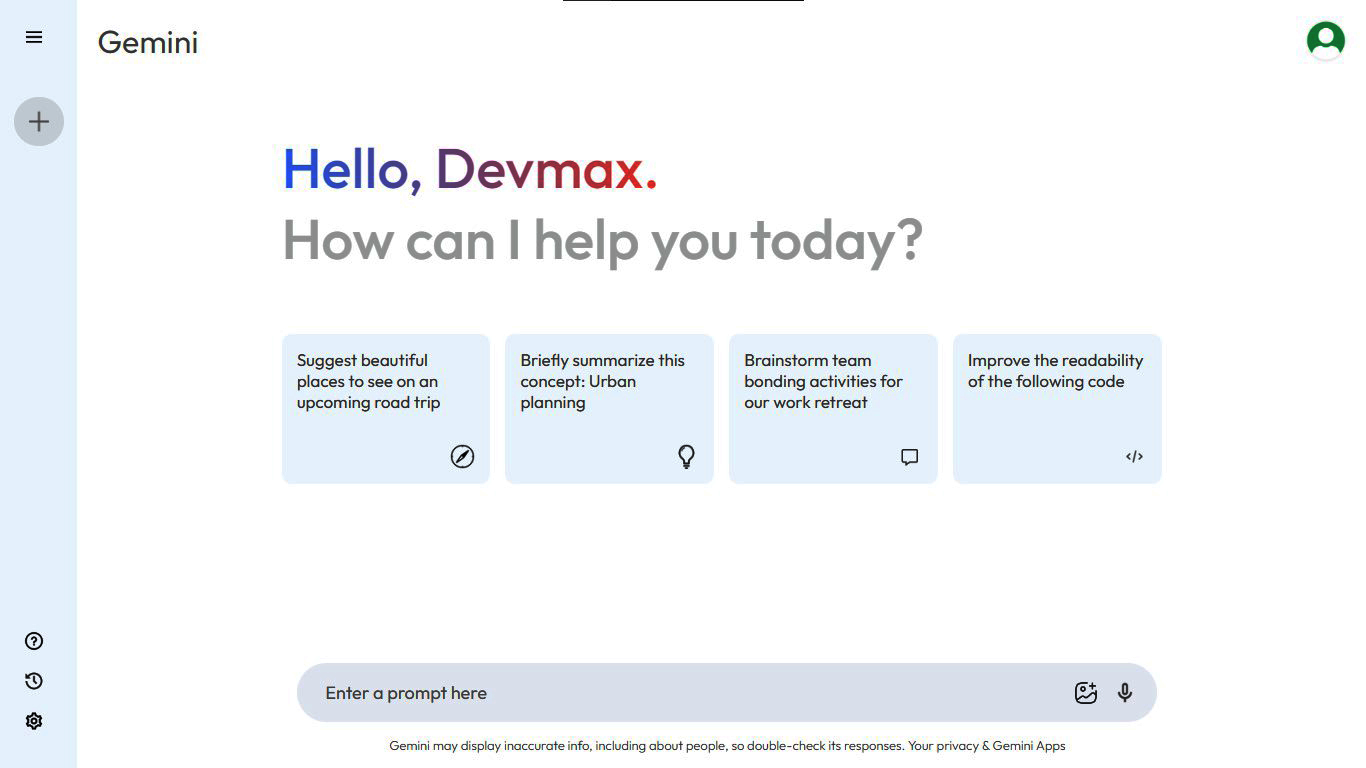 Gemini
Hello, Devmax.
How can I help you today?
Suggest beautiful
places to see on an
upcoming road trip
Briefly summarize this
concept: Urban
planning
Brainstorm team
bonding activities for
our work retreat
Improve the readability
of the following code
Enter a prompt here
Gemini may display inaccurate info, including about people, so double-check its responses. Your privacy & Gemini Apps